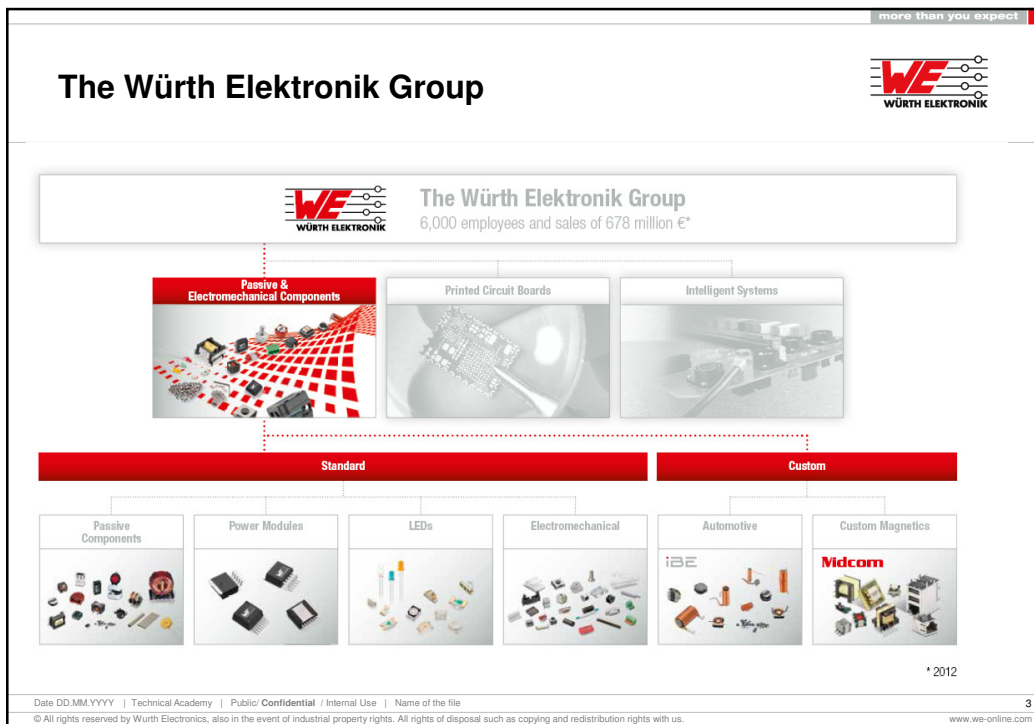 more than you expect
The Würth Elektronik Group
WE
WÜRTH ELEKTRONIK
WE
WÜRTH ELEKTRONIK
The Würth Elektronik Group
6,000 employees and sales of 678 million €*
Passive &
Electromechanical Components
Printed Circuit Boards
Intelligent Systems
Standard
Custom
Passive
Components
Power Modules
LEDs
Electromechanical
Automotive
Custom Magnetics
iBE
Midcom
* 2012
Date DD.MM.YYYY | Technical Academy | Public/ Confidential / Internal Use | Name of the file
3
© All rights reserved by Wurth Electronics, also in the event of industrial property rights. All rights of disposal such as copying and redistribution rights with us.
www.we-online.com